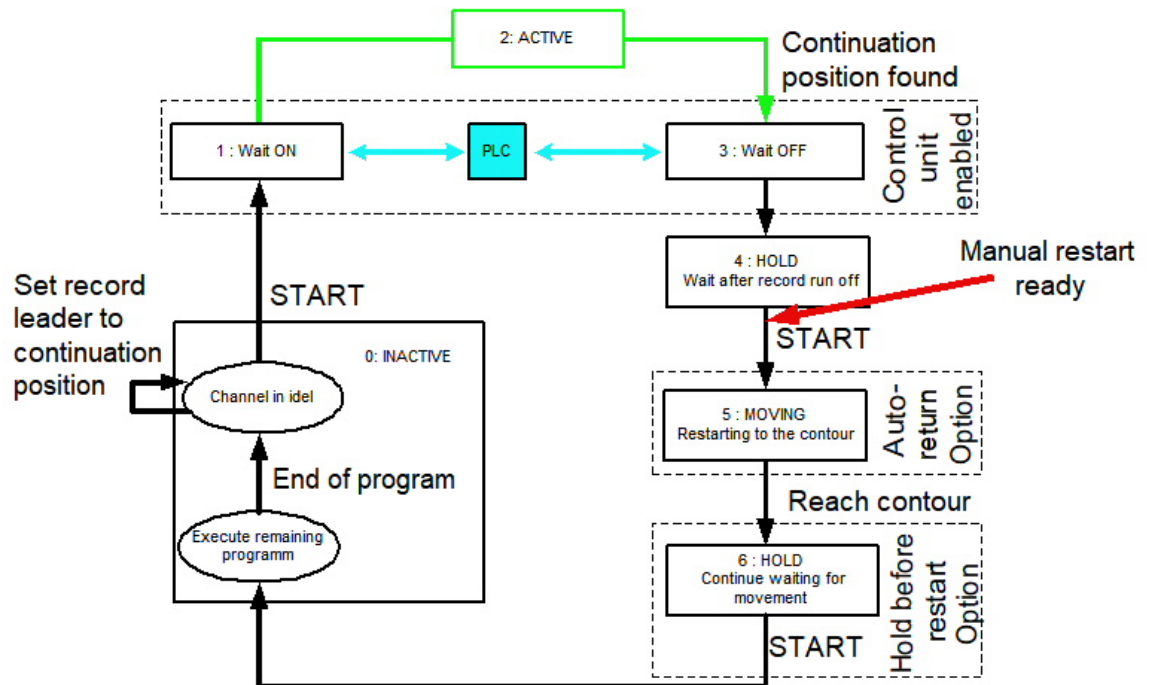 2: ACTIVE
Continuation
position found
1 : Wait ON
PLC
3 : Wait OFF
Control
unit
enabled
4 : HOLD
Wait after record run off
Manual restart
ready
START
START
Set record
leader to
continuation
position
0: INACTIVE
Channel in idel
5 : MOVING
Restarting to the contour
Auto-
return
Option
End of program
Reach contour
Execute remaining
programm
6 : HOLD
Continue waiting for
movement
START
Hold before
restart
Option